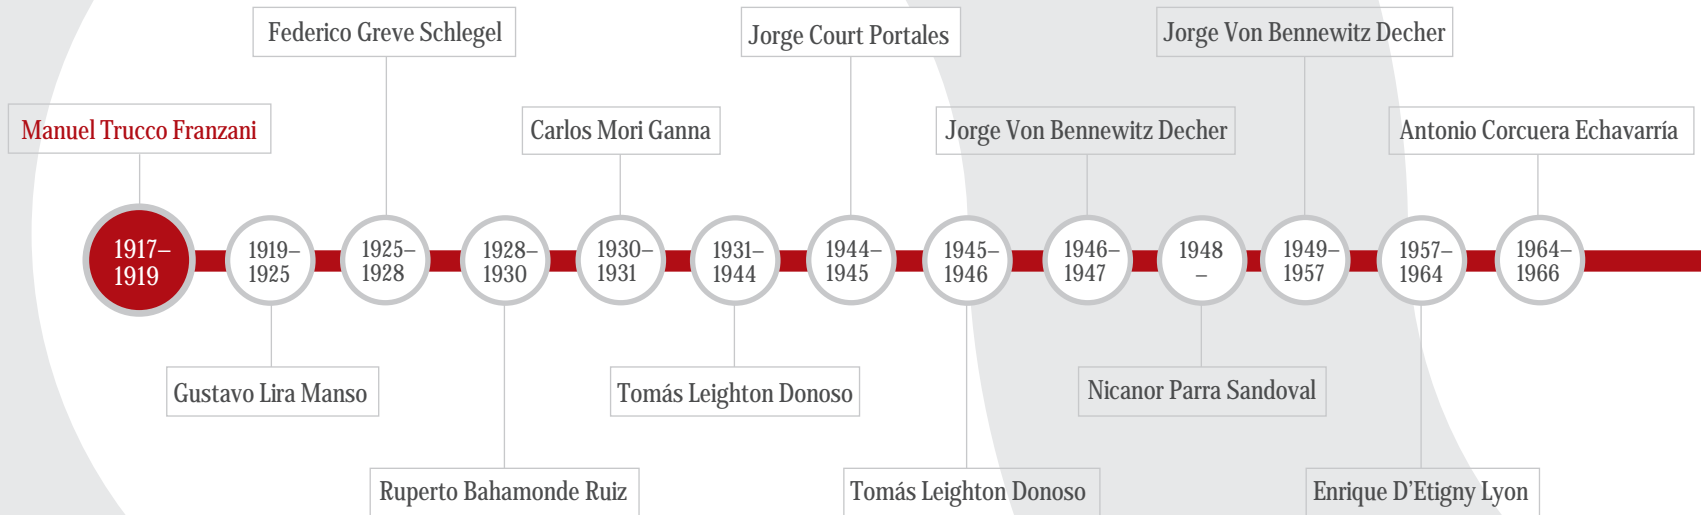 Federico Greve Schlegel
Jorge Court Portales
Jorge Von Bennewitz Decher
Manuel Trucco Franzani
Carlos Mori Ganna
Jorge Von Bennewitz Decher
Antonio Corcuera Echavarría
1917–
1919
1919–
1925
1925–
1928
1928–
1930
1930–
1931
1931–
1944
1944–
1945
1945–
1946
1946–
1947
1948
–
1949–
1957
1957–
1964
1964–
1966
Gustavo Lira Manso
Tomás Leighton Donoso
Nicanor Parra Sandoval
Ruperto Bahamonde Ruiz
Tomás Leighton Donoso
Enrique D'Etigny Lyon